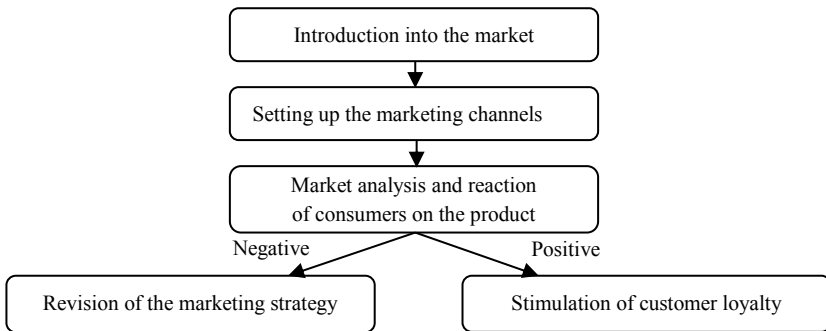 Introduction into the market
Setting up the marketing channels
Market analysis and reaction
of consumers on the product
Negative
Positive
Revision of the marketing strategy
Stimulation of customer loyalty